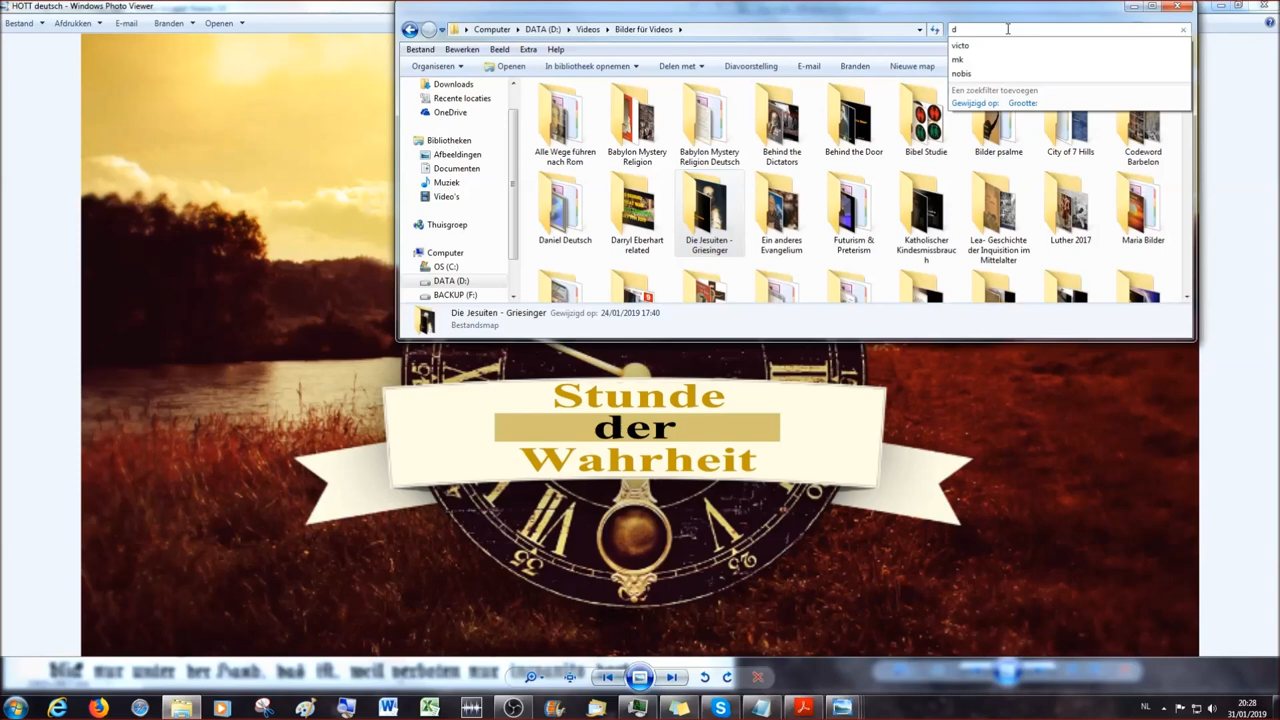 HOTT deutsch - Windows Photo Viewer
Bestand Afdrukken E-mail Branden Openen
Computer DATA (D:) Videos Bilder für Videos
d
victo
mk
nobis
Een zoekfilter toevoegen
Gewijzigd op: Grootte:
Bestand Bewerken Beeld Extra Help
Organiseren Openen In bibliotheek opnemen Delen met Diavoorstelling E-mail Branden Nieuwe map
Downloads
Recente locaties
OneDrive
Bibliotheken
Afbeeldingen
Documenten
Muziek
Video's
Thuisgroep
Computer
OS (C:)
DATA (D:)
BACKUP (F:)
Alle Wege führen nach Rom
Babylon Mystery Religion
Babylon Mystery Religion Deutsch
Behind the Dictators
Behind the Door
Bibel Studie
Bilder psalme
City of 7 Hills
Codeword Barbelon
Daniel Deutsch
Darryl Eberhart related
Die Jesuiten - Griesinger
Ein anderes Evangelium
Futurism & Preterism
Katholischer Kindesmissbrauch
Lea- Geschichte der Inquisition im Mittelalter
Luther 2017
Maria Bilder
Die Jesuiten - Griesinger Gewijzigd op: 24/01/2019 17:40
Bestandsmap
Stunde
der
Wahrheit
NL
20:28
31/01/2019